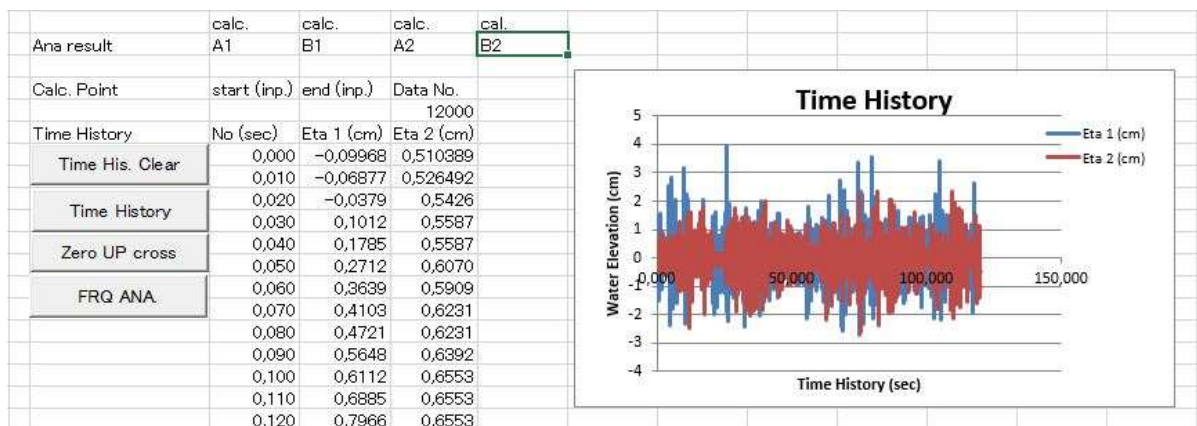 calc. calc. calc. cal.
Ana result A1 B1 A2 B2
Calc. Point start (inp.) end (inp.) Data No.
12000
Time History No (sec) Eta 1 (cm) Eta 2 (cm)
Time His. Clear
Time History
Zero UP cross
FRQ ANA.
0,000 -0,09968 0,510389
0,010 -0,06877 0,526492
0,020 -0,0379 0,5426
0,030 0,1012 0,5587
0,040 0,1785 0,5587
0,050 0,2712 0,6070
0,060 0,3639 0,5909
0,070 0,4103 0,6231
0,080 0,4721 0,6231
0,090 0,5648 0,6392
0,100 0,6112 0,6553
0,110 0,6885 0,6553
0,120 0,7966 0,6553
Time History
Eta 1 (cm)
Eta 2 (cm)
Water Elevation (cm)
5
4
3
2
1
0
-1
-2
-3
-4
0,000 50,000 100,000 150,000
Time History (sec)